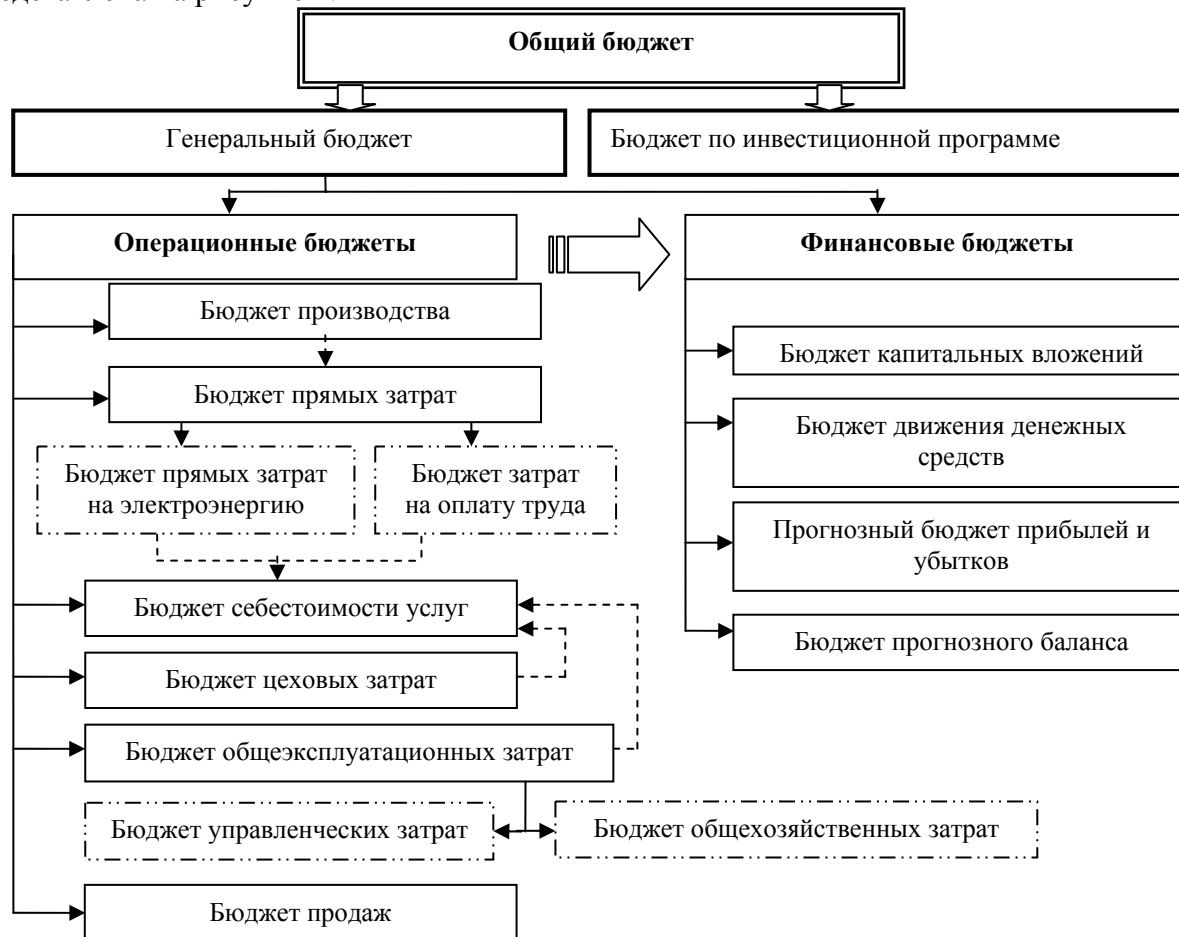 Общий бюджет
Генеральный бюджет
Бюджет по инвестиционной программе
Операционные бюджеты
Финансовые бюджеты
Бюджет производства
Бюджет прямых затрат
Бюджет прямых затрат
на электроэнергию
Бюджет затрат
на оплату труда
Бюджет себестоимости услуг
Бюджет цеховых затрат
Бюджет общеэксплуатационных затрат
Бюджет управленческих затрат
Бюджет общехозяйственных затрат
Бюджет продаж
Бюджет капитальных вложений
Бюджет движения денежных
средств
Прогнозный бюджет прибылей и
убытков
Бюджет прогнозного баланса